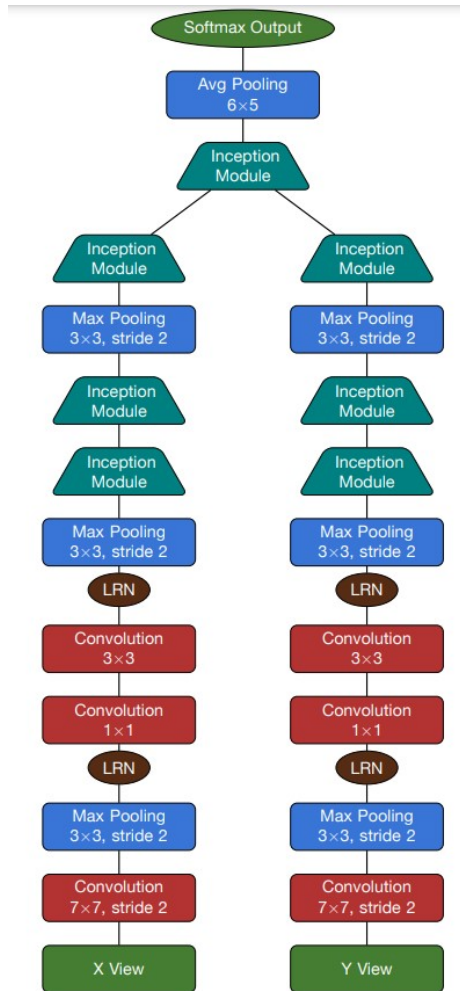 Softmax Output
Avg Pooling
6×5
Inception
Module
Inception
Module
Inception
Module
Max Pooling
3×3, stride 2
Max Pooling
3×3, stride 2
Inception
Module
Inception
Module
Inception
Module
Inception
Module
Max Pooling
3×3, stride 2
Max Pooling
3×3, stride 2
LRN
LRN
Convolution
3×3
Convolution
3×3
Convolution
1×1
Convolution
1×1
LRN
LRN
Max Pooling
3×3, stride 2
Max Pooling
3×3, stride 2
Convolution
7×7, stride 2
Convolution
7×7, stride 2
X View
Y View